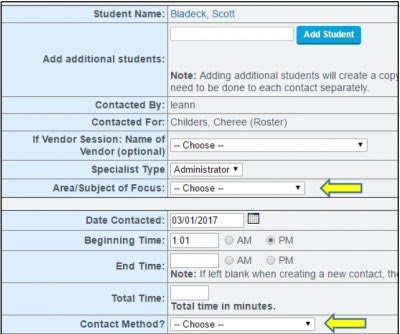 Student Name: Bladeck, Scott
Add Student
Add additional students:
Note: Adding additional students will create a copy
need to be done to each contact separately.
Contacted By: leann
Contacted For: Childers, Cheree (Roster)
If Vendor Session: Name of
Vendor (optional) -- Choose --
Specialist Type Administrator
Area/Subject of Focus: -- Choose --
Date Contacted: 03/01/2017
Beginning Time: 1:01 AM PM
End Time: AM PM
Note: If left blank when creating a new contact, the
Total Time:
Total time in minutes.
Contact Method? -- Choose --